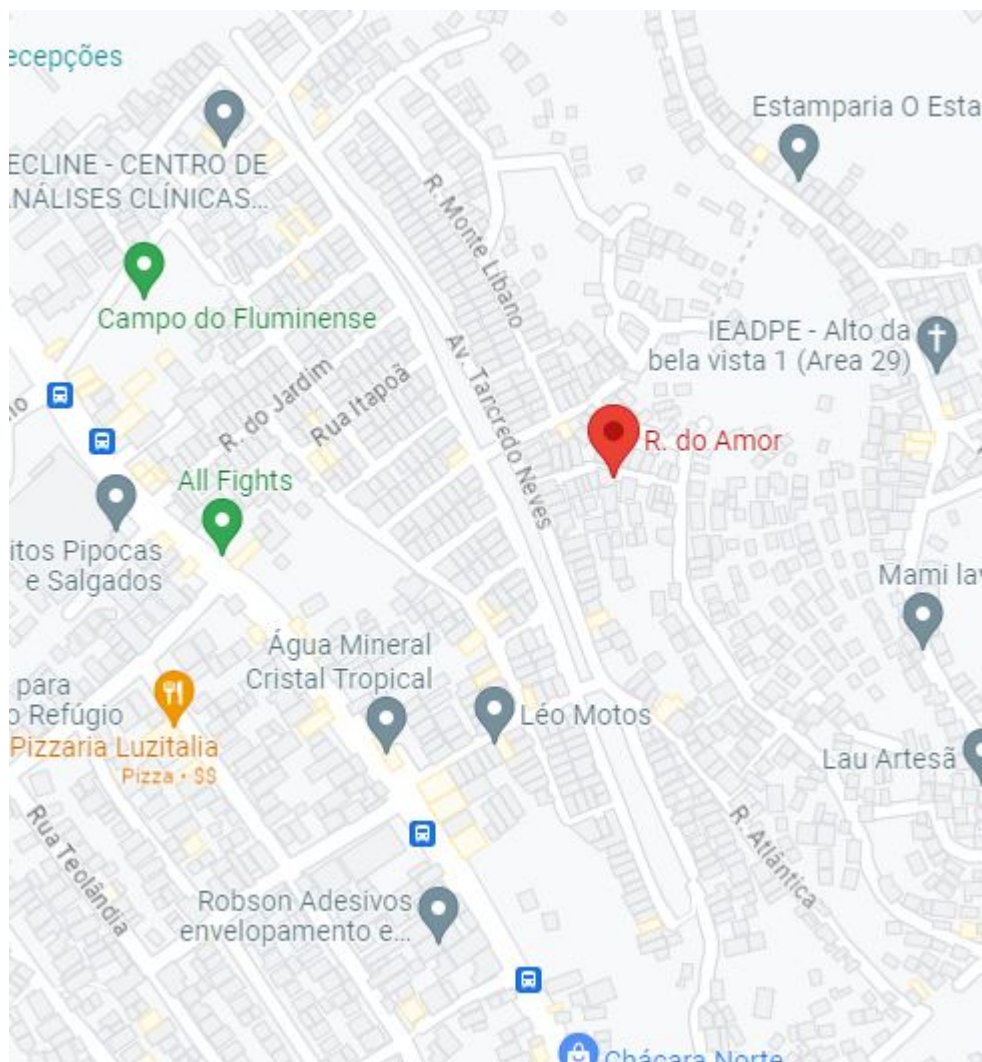 ecepções
Estamparia O Esta
ECLINE - CENTRO DE
NÁLISES CLÍNICAS...
R. Monte Líbano
Campo do Fluminense
IEADPE - Alto da
bela vista 1 (Area 29)
R. do Jardim
Rua Itapoã
Av. Tarcredo Neves
R. do Amor
All Fights
itos Pipocas
e Salgados
Mami lav
Água Mineral
Cristal Tropical
para
o Refúgio
Léo Motos
Pizzaria Luzitalia
Pizza • $$
Lau Artesã
Rua Teolândia
R. Atlântica
Robson Adesivos
envelopamento e...
Chácara Norte